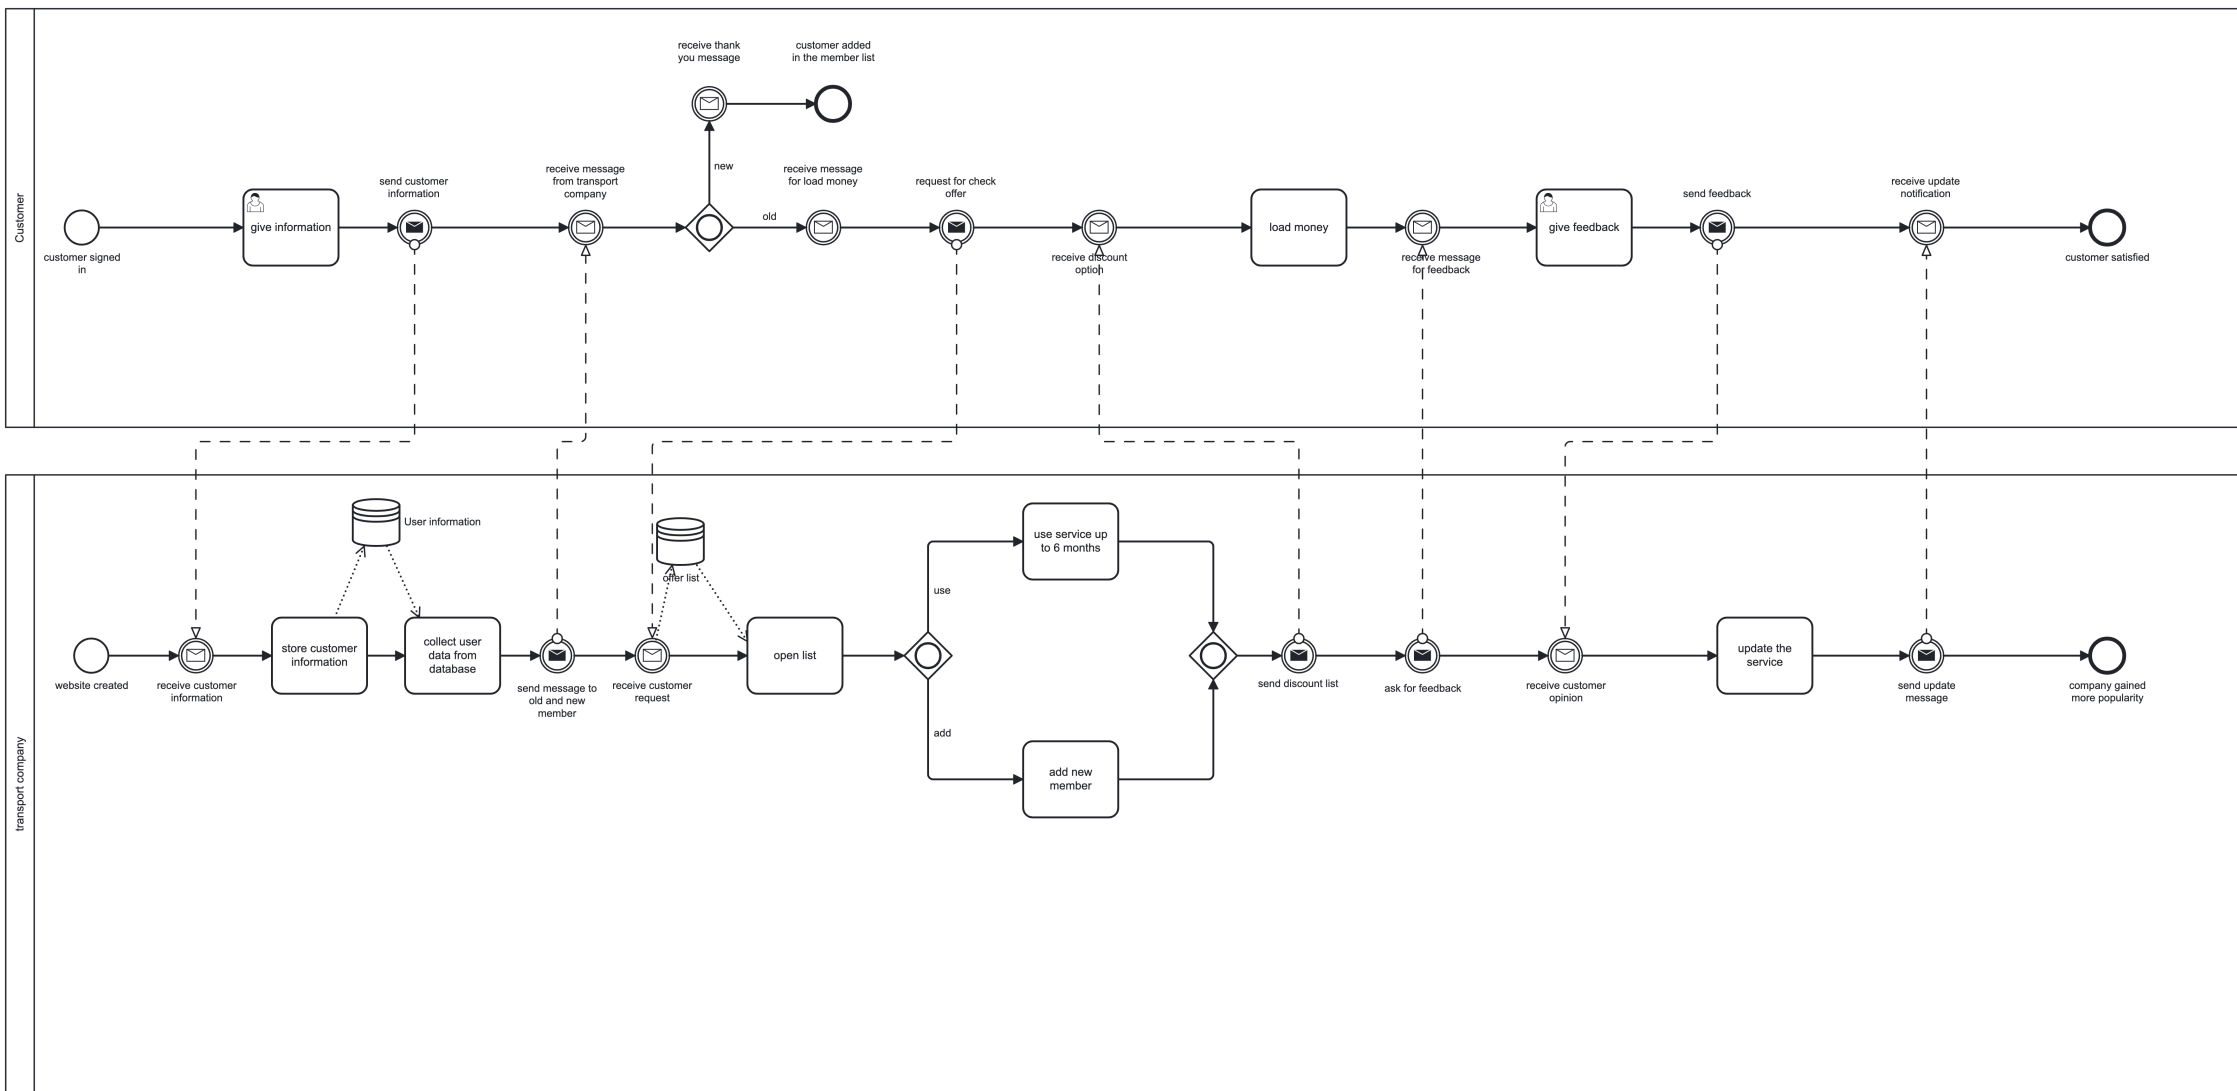 Customer
receive thank
you message
customer added
in the member list
new
old
customer signed
in
give information
send customer
information
receive message
from transport
company
receive message
for load money
request for check
offer
receive discount
option
load money
receive message
for feedback
give feedback
send feedback
receive update
notification
customer satisfied
transport company
User information
offer list
website created
receive customer
information
store customer
information
collect user
data from
database
send message to
old and new
member
receive customer
request
open list
use
add
use service up
to 6 months
add new
member
send discount list
ask for feedback
receive customer
opinion
update the
service
send update
message
company gained
more popularity